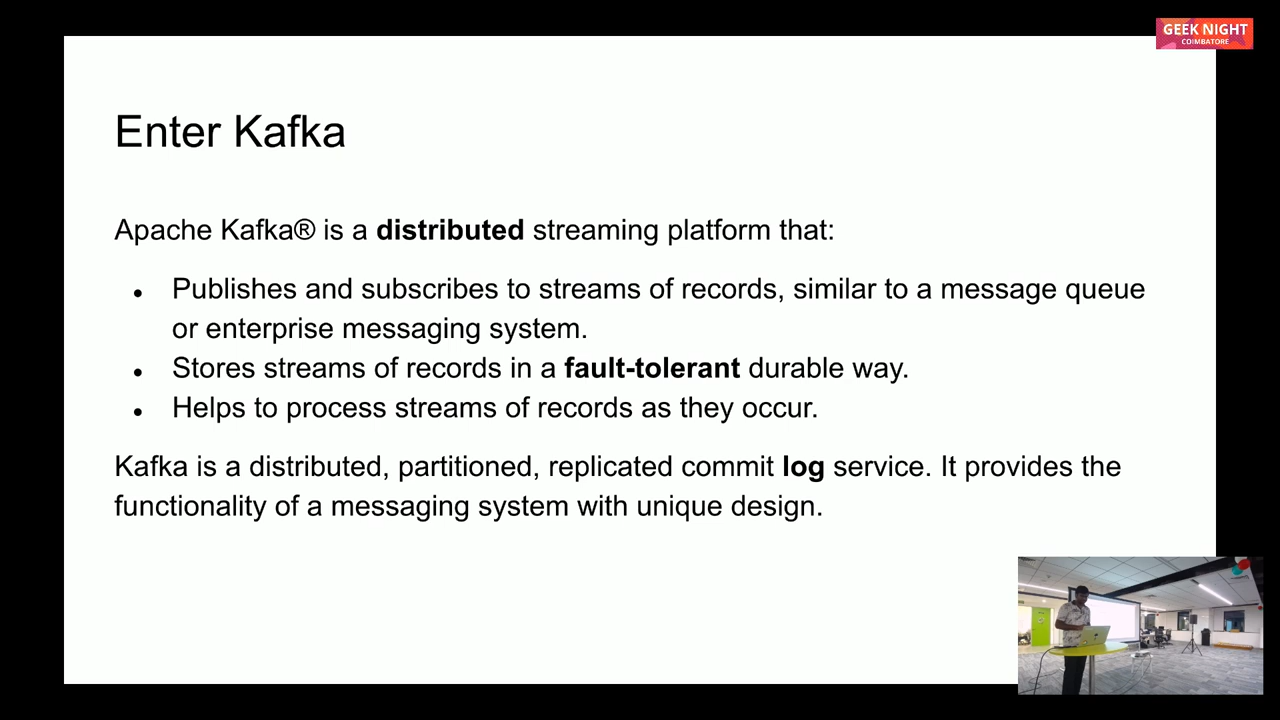 GEEK NIGHT
COIMBATORE
Enter Kafka
Apache Kafka® is a distributed streaming platform that:
● Publishes and subscribes to streams of records, similar to a message queue
or enterprise messaging system.
● Stores streams of records in a fault-tolerant durable way.
● Helps to process streams of records as they occur.
Kafka is a distributed, partitioned, replicated commit log service. It provides the
functionality of a messaging system with unique design.